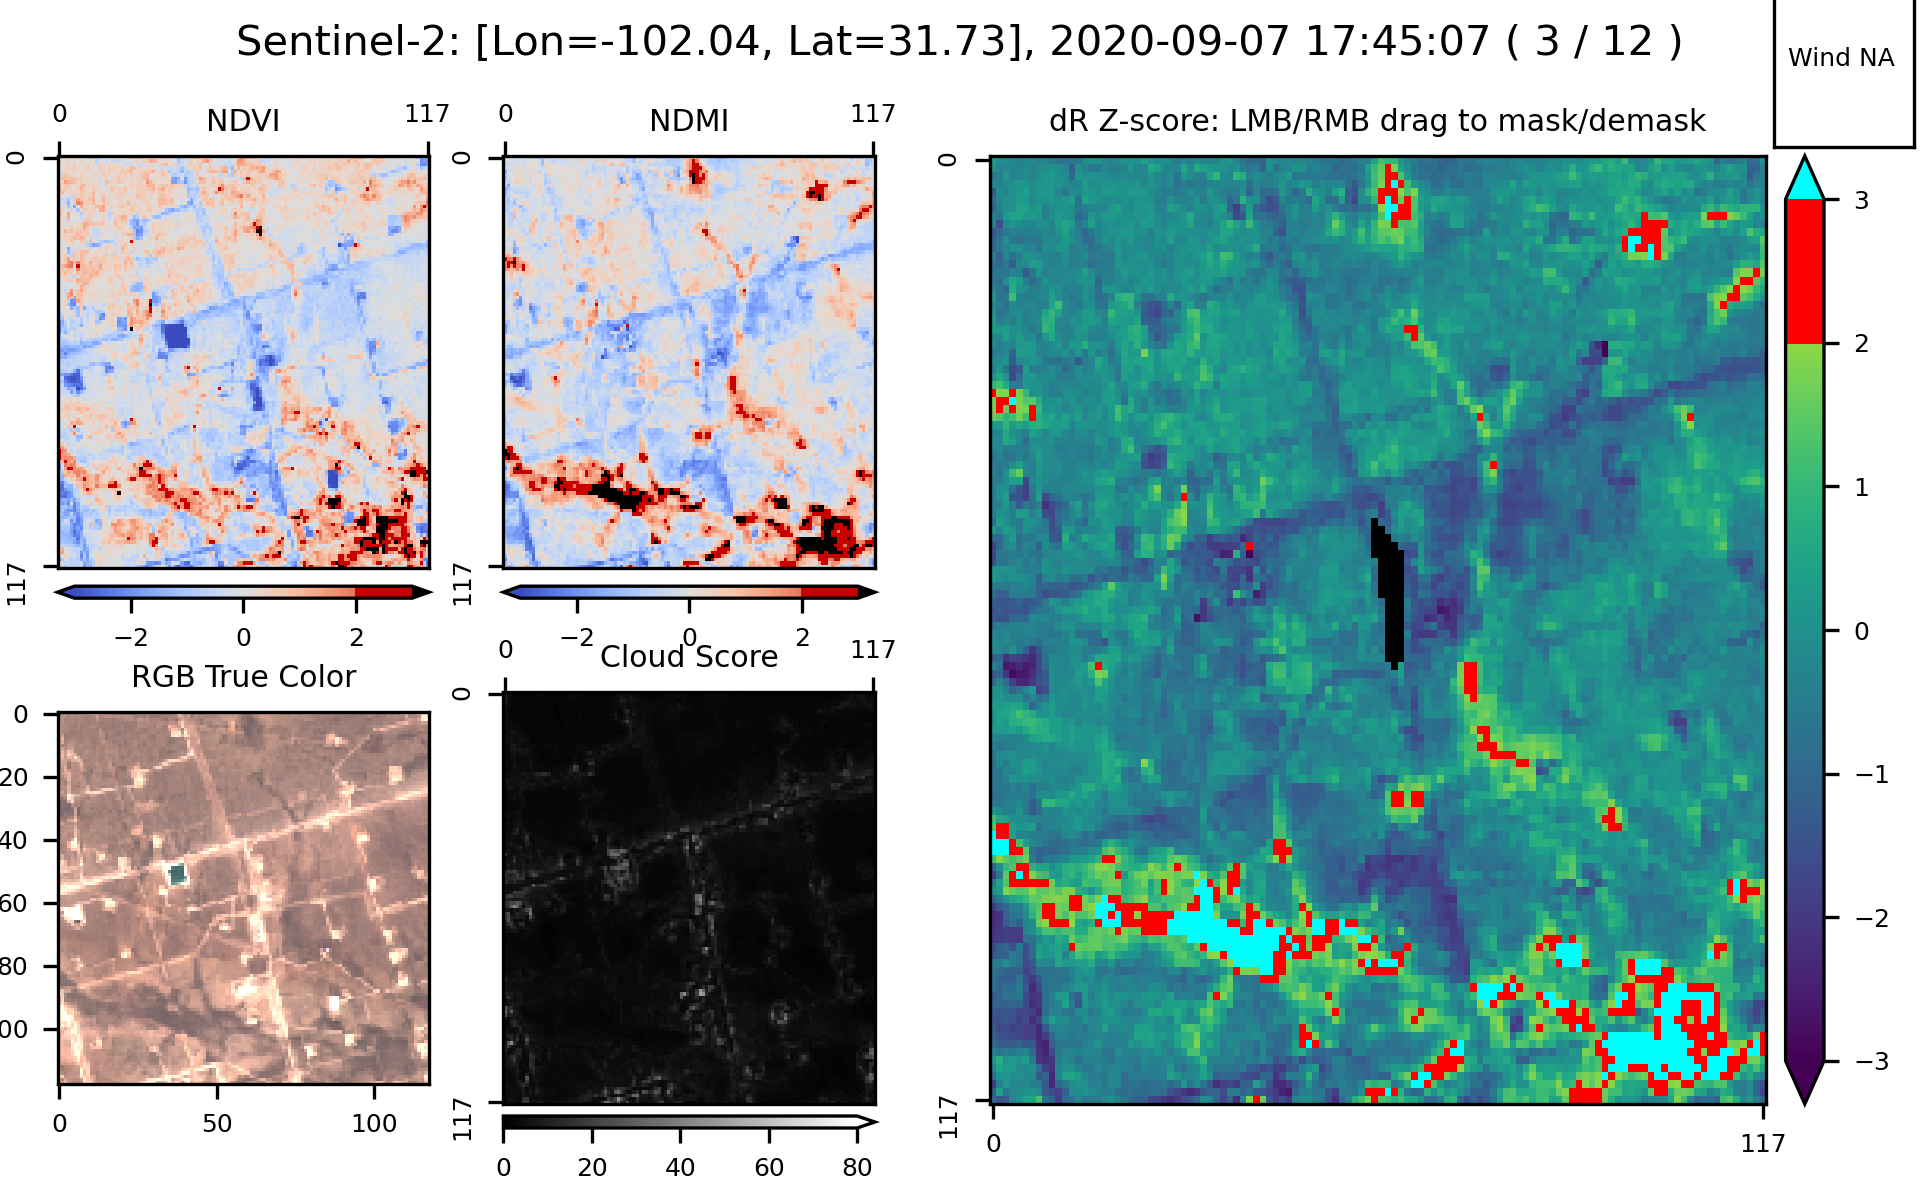 Sentinel-2: [Lon=-102.04, Lat=31.73], 2020-09-07 17:45:07 ( 3 / 12 )
Wind NA
NDVI
0 117
0
117
−2 0 2
NDMI
0 117
0
117
−2 0 2
dR Z-score: LMB/RMB drag to mask/demask
0
117
0 117
3
2
1
0
−1
−2
−3
RGB True Color
0
20
40
60
80
00
0 50 100
Cloud Score
0 117
0
117
0 20 40 60 80